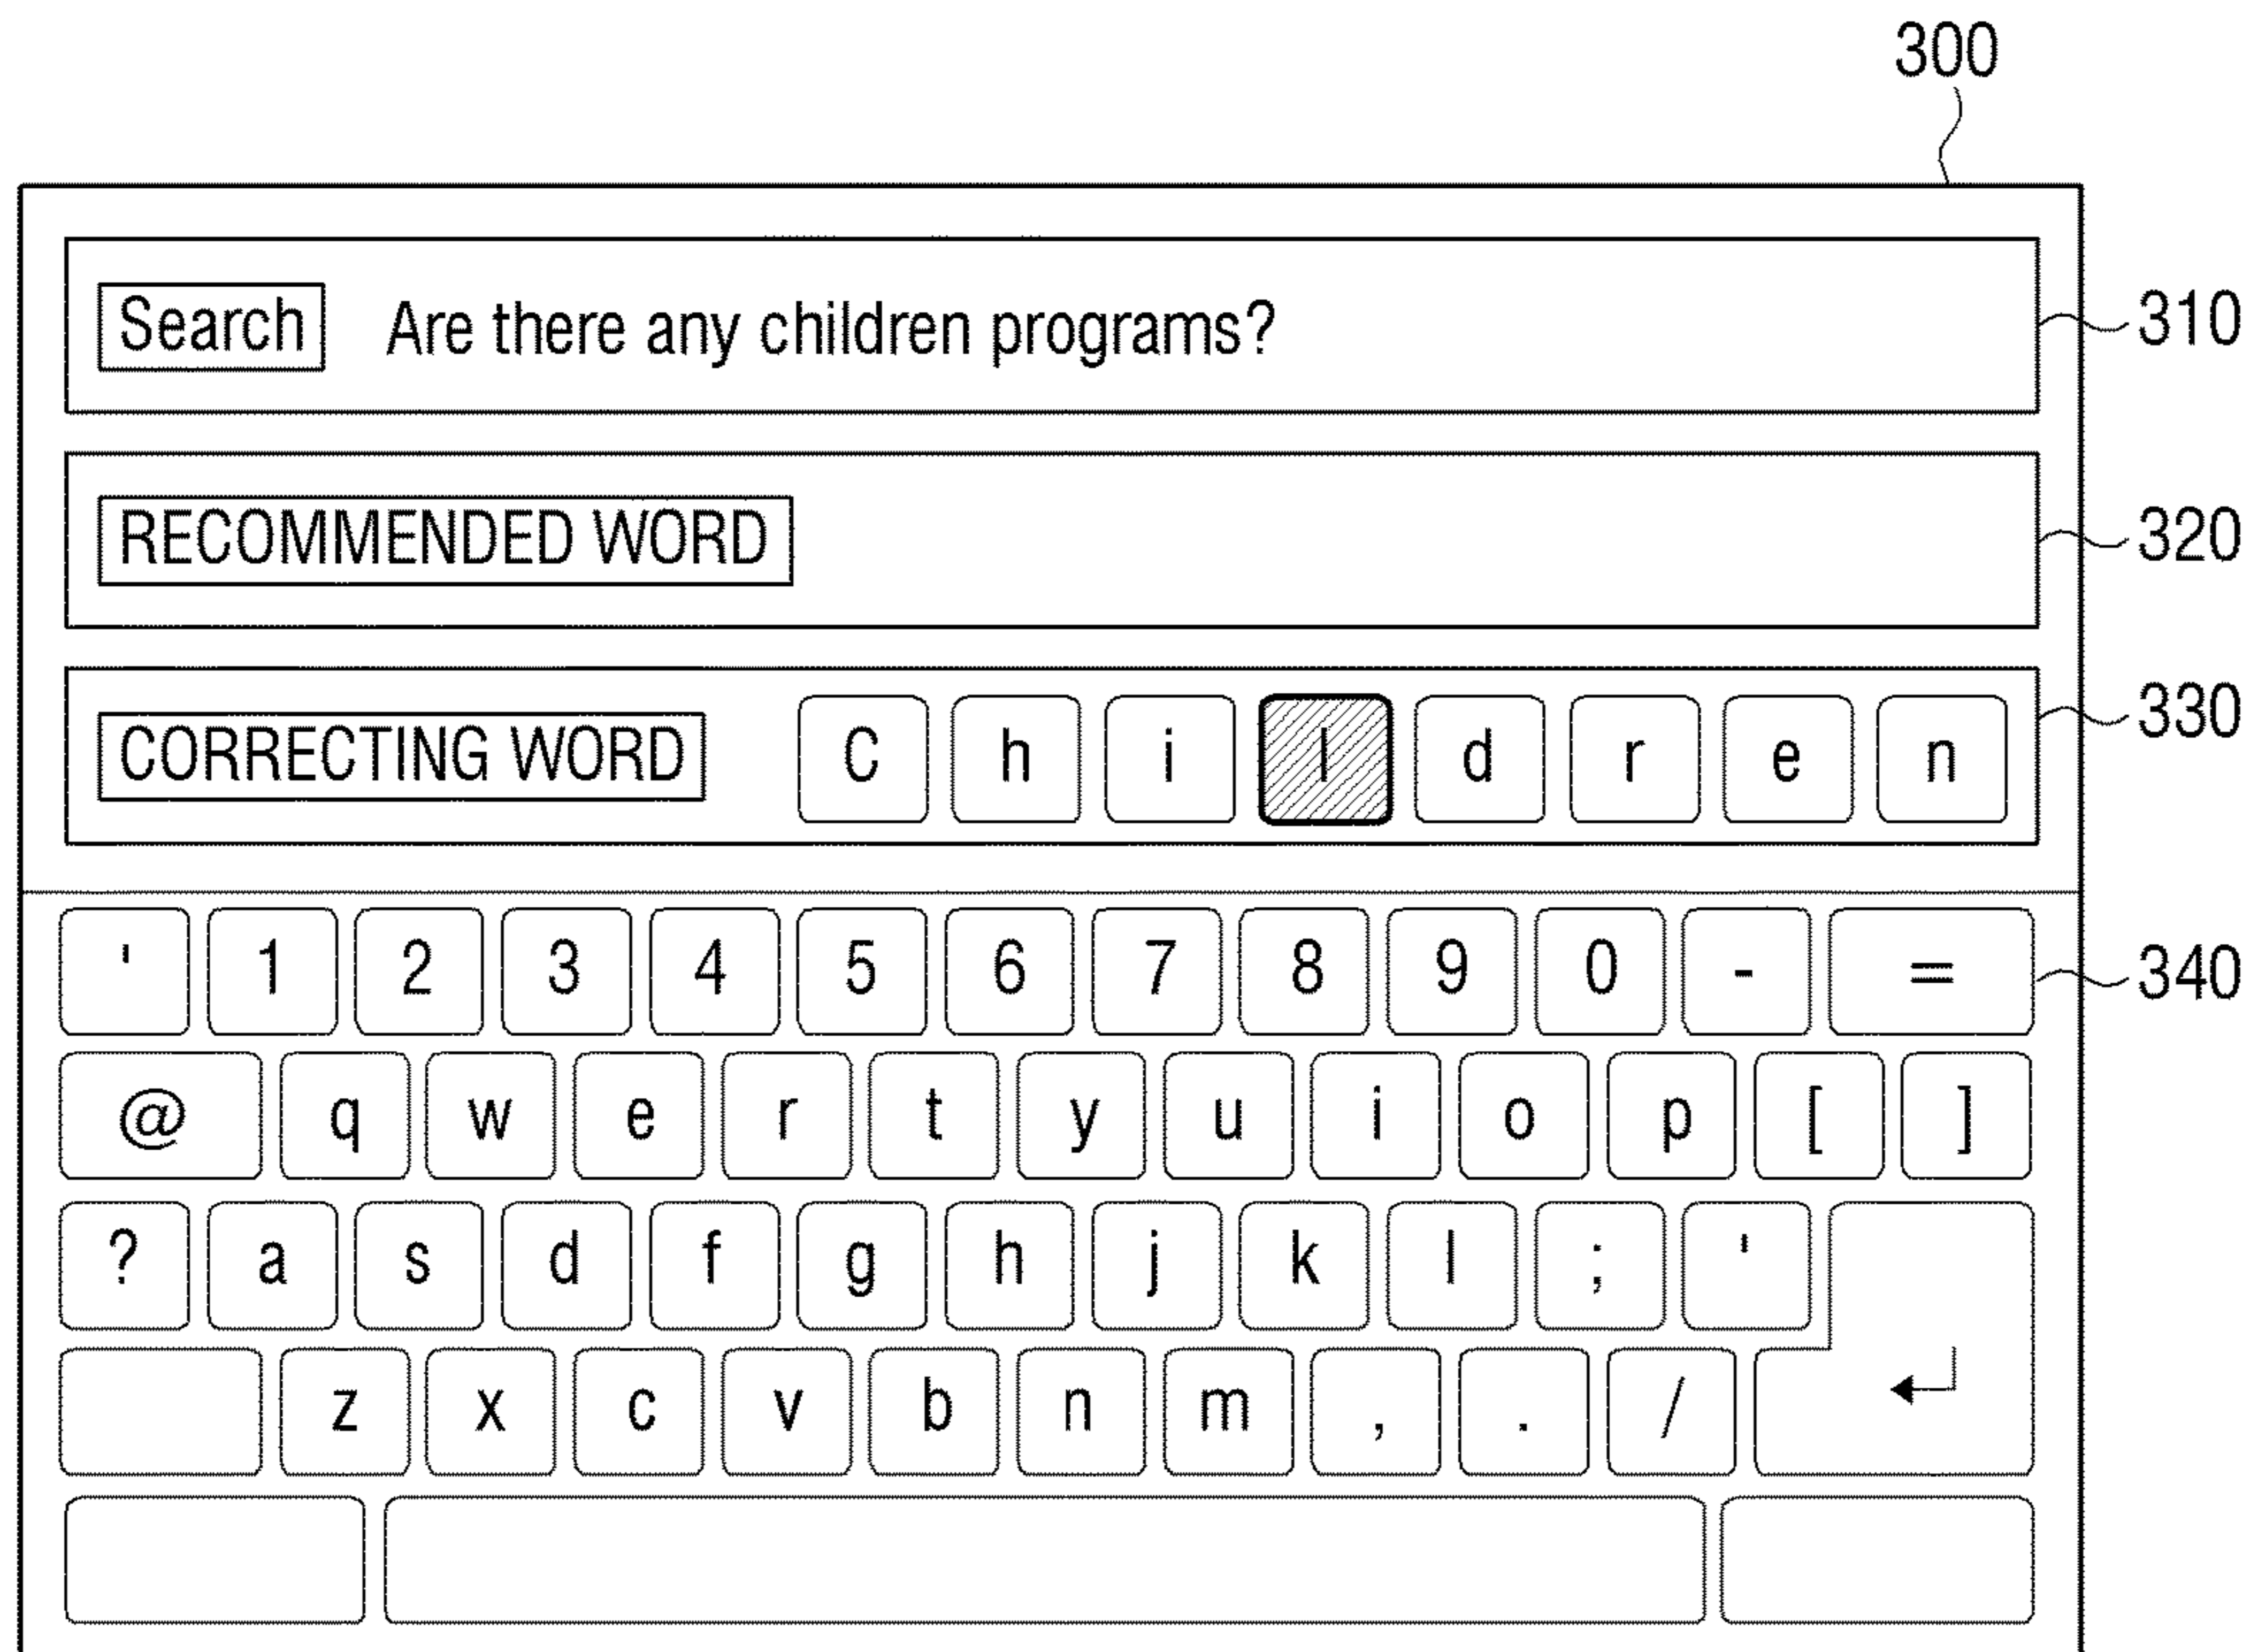 300
Search Are there any children programs? 310
RECOMMENDED WORD 320
CORRECTING WORD C h i l d r e n 330
' 1 2 3 4 5 6 7 8 9 0 - = 340
@ q w e r t y u i o p [ ]
? a s d f g h j k l ; '
z x c v b n m , . /